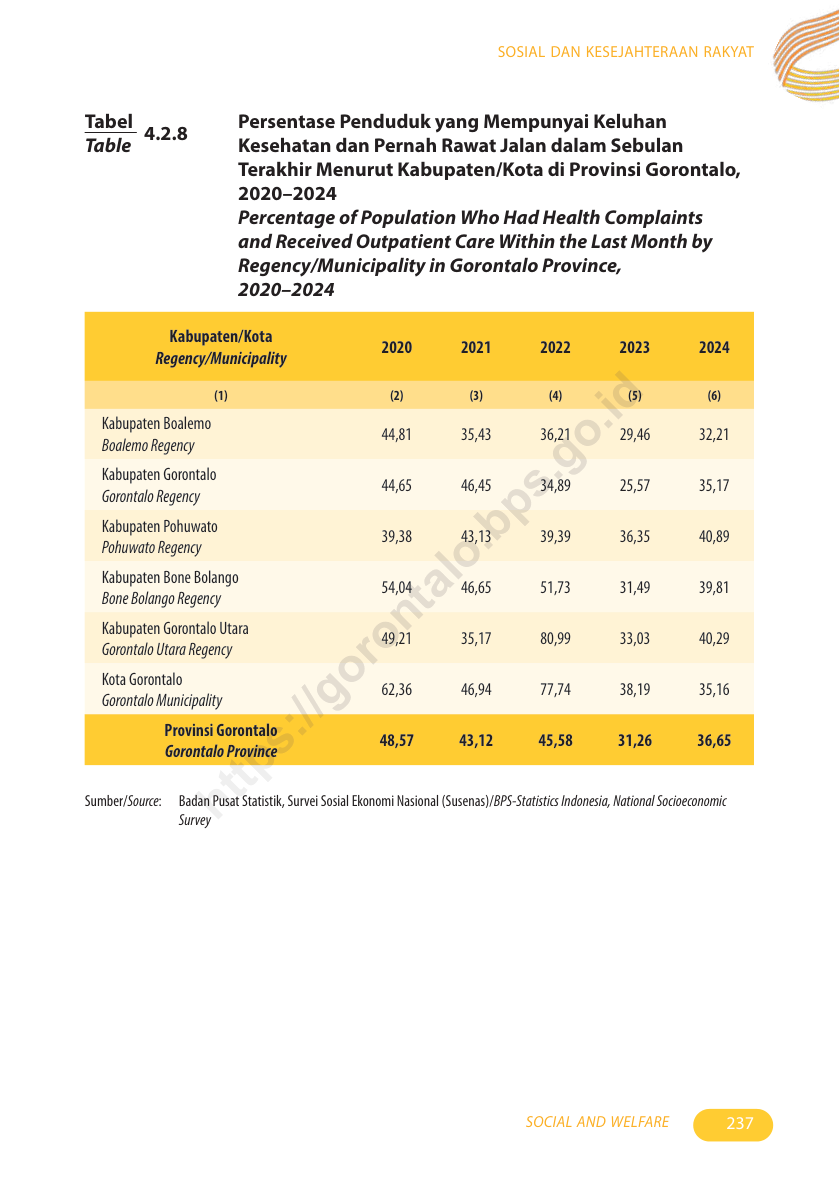 SOSIAL DAN KESEJAHTERAAN RAKYAT
Tabel
Table
4.2.8
Persentase Penduduk yang Mempunyai Keluhan
Kesehatan dan Pernah Rawat Jalan dalam Sebulan
Terakhir Menurut Kabupaten/Kota di Provinsi Gorontalo,
2020–2024
Percentage of Population Who Had Health Complaints
and Received Outpatient Care Within the Last Month by
Regency/Municipality in Gorontalo Province,
2020–2024
Kabupaten/Kota
Regency/Municipality
2020 2021 2022 2023 2024
(1) (2) (3) (4) (5) (6)
Kabupaten Boalemo
Boalemo Regency
44,81 35,43 36,21 29,46 32,21
Kabupaten Gorontalo
Gorontalo Regency
44,65 46,45 34,89 25,57 35,17
Kabupaten Pohuwato
Pohuwato Regency
39,38 43,13 39,39 36,35 40,89
Kabupaten Bone Bolango
Bone Bolango Regency
54,04 46,65 51,73 31,49 39,81
Kabupaten Gorontalo Utara
Gorontalo Utara Regency
49,21 35,17 80,99 33,03 40,29
Kota Gorontalo
Gorontalo Municipality
62,36 46,94 77,74 38,19 35,16
Provinsi Gorontalo
Gorontalo Province
48,57 43,12 45,58 31,26 36,65
Sumber/Source: Badan Pusat Statistik, Survei Sosial Ekonomi Nasional (Susenas)/BPS-Statistics Indonesia, National Socioeconomic
Survey
https://gorontalo.bps.go.id
SOCIAL AND WELFARE 237